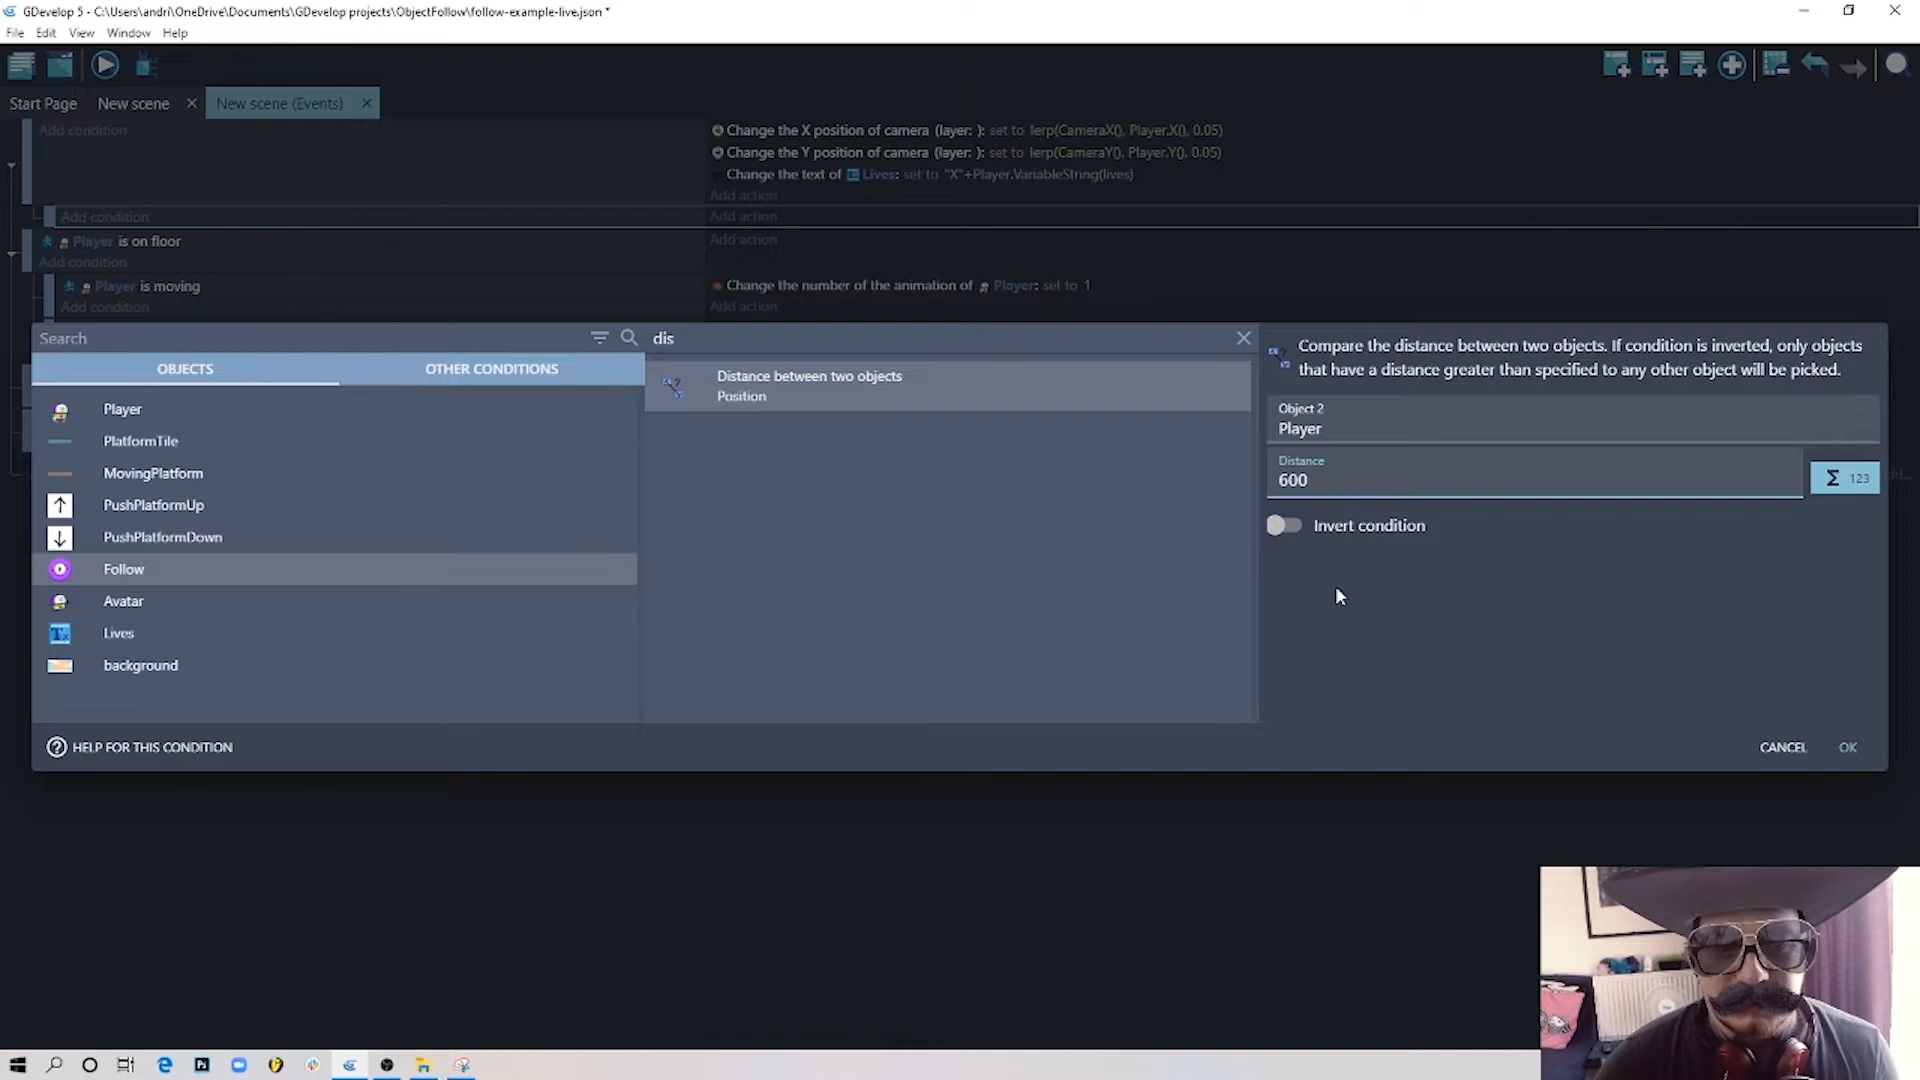 GDevelop 5 - C:\Users\andri\OneDrive\Documents\GDevelop projects\ObjectFollow\follow-example-live.json *
File Edit View Window Help
Start Page New scene × New scene (Events) ×
Add condition
Change the X position of camera (layer: ): set to lerp(CameraX(), Player.X(), 0.05)
Change the Y position of camera (layer: ): set to lerp(CameraY(), Player.Y(), 0.05)
Change the text of Lives: set to "X"+Player.VariableString(lives)
Add action
Add condition
Add action
Player is on floor
Add action
Add condition
Player is moving
Change the number of the animation of Player: set to 1
Add condition
Add action
Search
OBJECTS
OTHER CONDITIONS
Player
PlatformTile
MovingPlatform
PushPlatformUp
PushPlatformDown
Follow
Avatar
Lives
background
dis
Distance between two objects
Position
Compare the distance between two objects. If condition is inverted, only objects
that have a distance greater than specified to any other object will be picked.
Object 2
Player
Distance
600
Σ 123
Invert condition
HELP FOR THIS CONDITION
CANCEL
OK